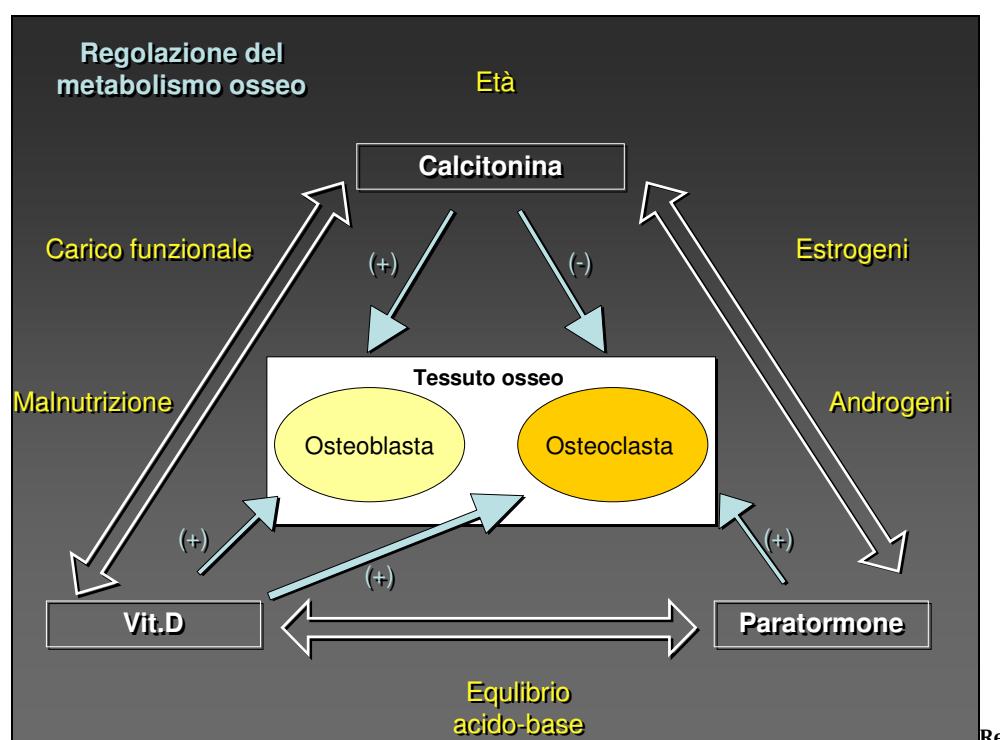 Regolazione del
metabolismo osseo
Età
Calcitonina
Carico funzionale
(+)
(-)
Estrogeni
Tessuto osseo
Malnutrizione
Androgeni
Osteoblasta
Osteoclasta
(+)
(+)
(+)
Vit.D
Paratormone
Equlibrio
acido-base
Re